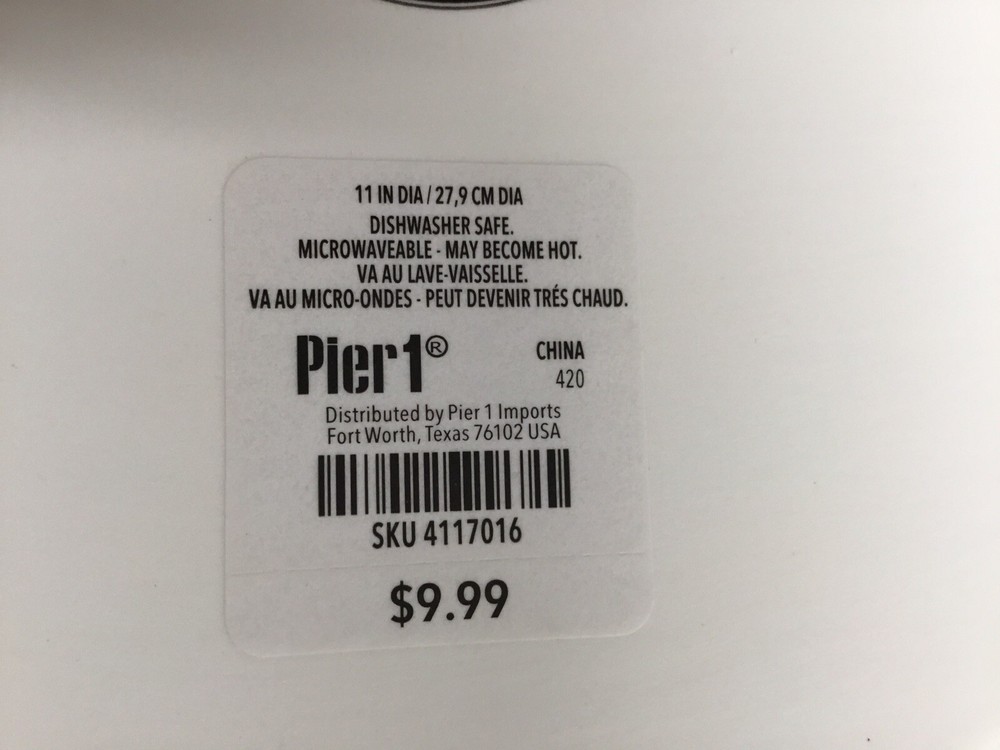 11 IN DIA / 27,9 CM DIA
DISHWASHER SAFE.
MICROWAVEABLE - MAY BECOME HOT.
VA AU LAVE-VAISSELLE.
VA AU MICRO-ONDES - PEUT DEVENIR TRÉS CHAUD.
Pier 1® CHINA
420
Distributed by Pier 1 Imports
Fort Worth, Texas 76102 USA
SKU 4117016
$9.99